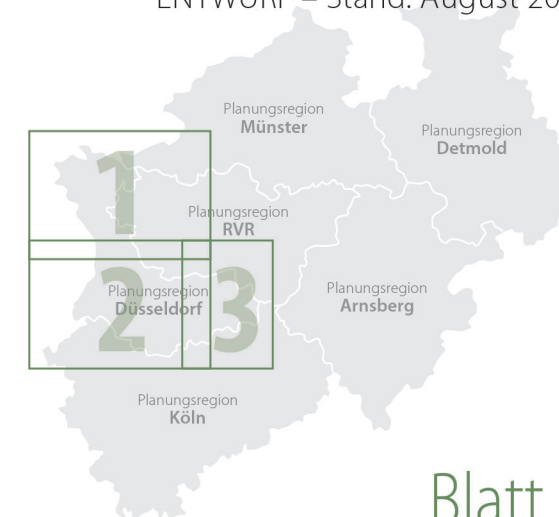 ENTWURF – Stand: August 20
Planungsregion
Münster
Planungsregion
Detmold
1
Planungsregion
RVR
2
Planungsregion
Düsseldorf
3
Planungsregion
Arnsberg
Planungsregion
Köln
Blatt